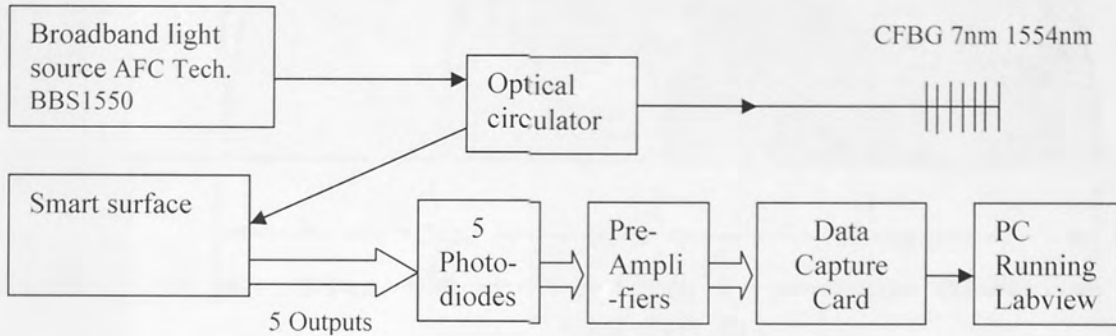 Broadband light
source AFC Tech.
BBS1550
Optical
circulator
CFBG 7nm 1554nm
Smart surface
5 Outputs
5
Photo-
diodes
Pre-
Ampli
-fiers
Data
Capture
Card
PC
Running
Labview